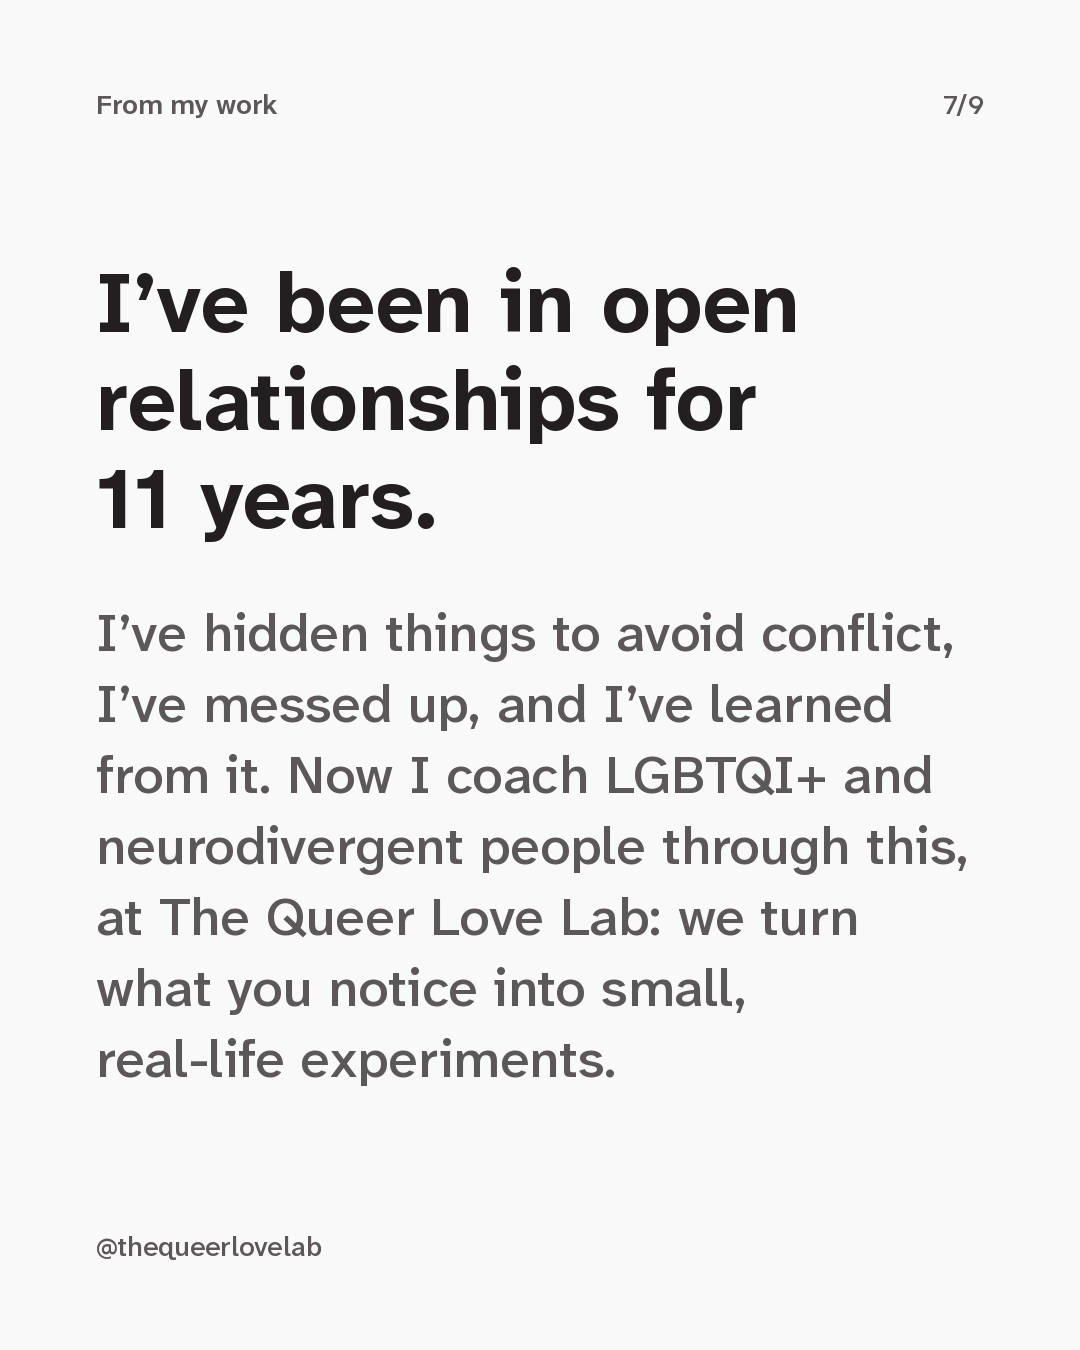 From my work
7/9
I’ve been in open
relationships for
11 years.
I’ve hidden things to avoid conflict,
I’ve messed up, and I’ve learned
from it. Now I coach LGBTQI+ and
neurodivergent people through this,
at The Queer Love Lab: we turn
what you notice into small,
real-life experiments.
@thequeerlovelab